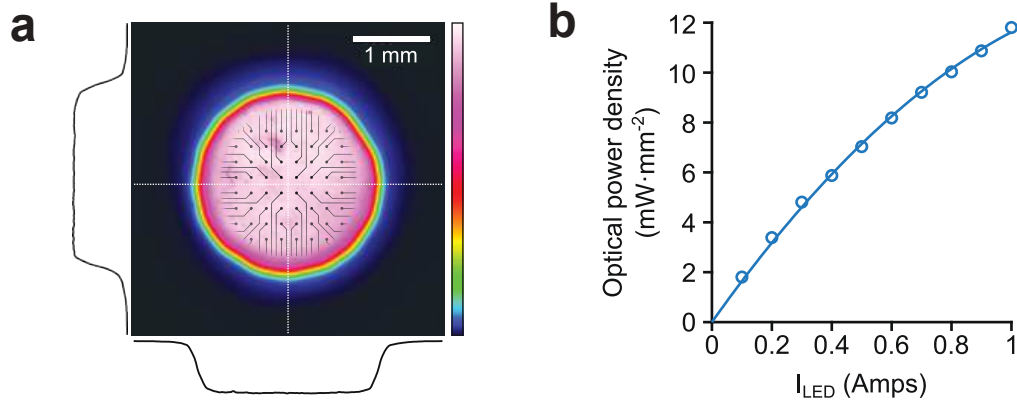 a
1 mm
b
Optical power density
(mW·mm⁻²)
12
10
8
6
4
2
0
0 0.2 0.4 0.6 0.8 1
I_LED (Amps)